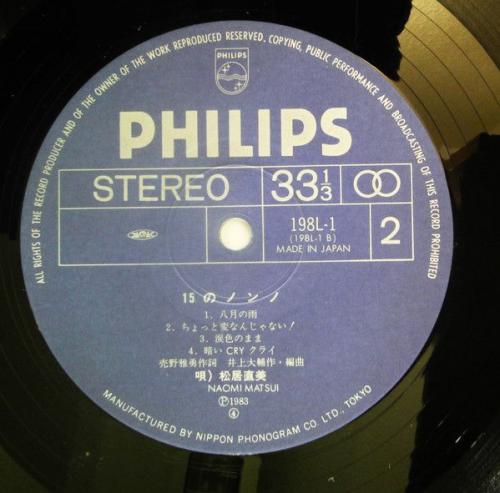 ALL RIGHTS OF THE RECORD PRODUCER AND OF THE OWNER OF THE WORK REPRODUCED RESERVED. COPYING, PUBLIC PERFORMANCE AND BROADCASTING OF THIS RECORD PROHIBITED
PHILIPS
PHILIPS
STEREO
33 1/3
198L-1
(198L-1 B)
MADE IN JAPAN
2
15のノンノ
1. 八月の雨
2. ちょっと変なんじゃない!
3. 涙色のまま
4. 暗い CRY クライ
売野雅勇作詞 井上大輔作・編曲
唄) 松居直美
NAOMI MATSUI
Ⓟ1983
④
MANUFACTURED BY NIPPON PHONOGRAM CO. LTD., TOKYO